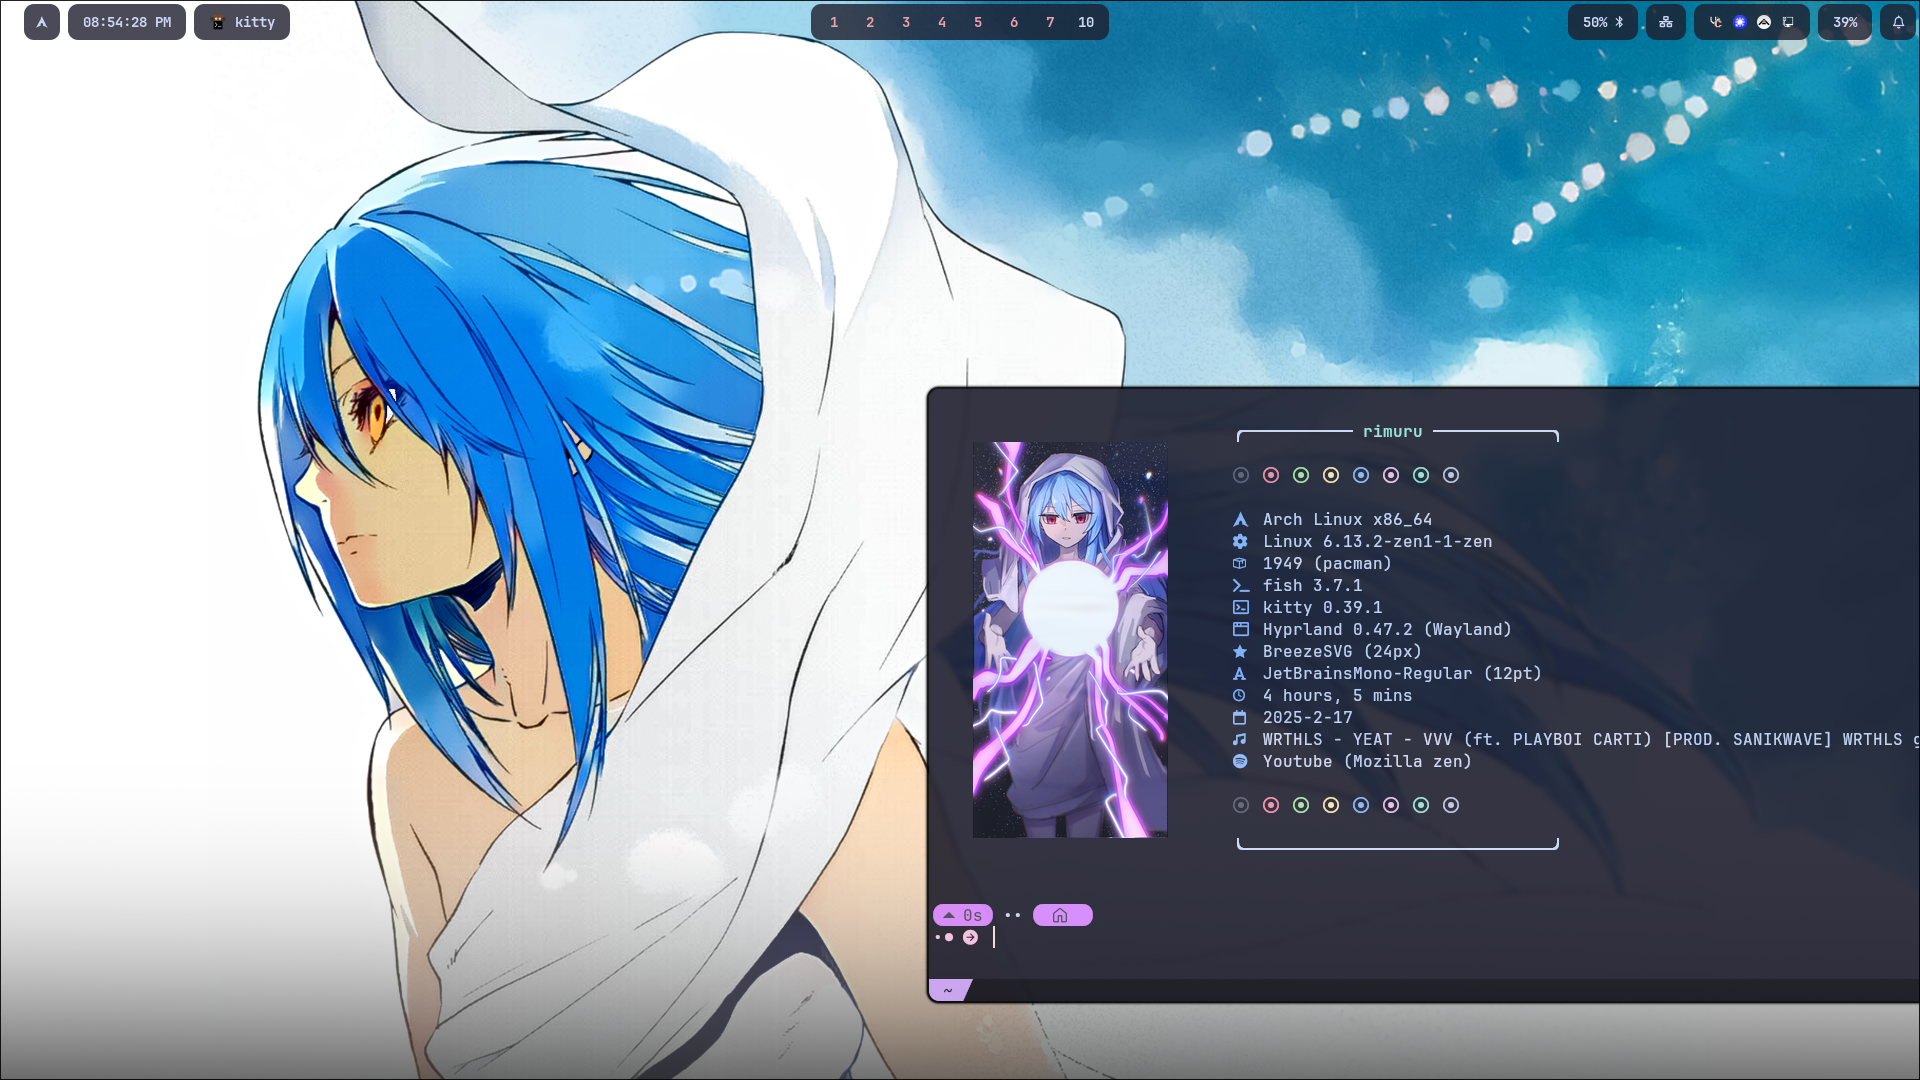 08:54:28 PM
kitty
1 2 3 4 5 6 7 10
50%
39%
rimuru
Arch Linux x86_64
Linux 6.13.2-zen1-1-zen
1949 (pacman)
fish 3.7.1
kitty 0.39.1
Hyprland 0.47.2 (Wayland)
BreezeSVG (24px)
JetBrainsMono-Regular (12pt)
4 hours, 5 mins
2025-2-17
WRTHLS - YEAT - VVV (ft. PLAYBOI CARTI) [PROD. SANIKWAVE] WRTHLS
Youtube (Mozilla zen)
0s
~